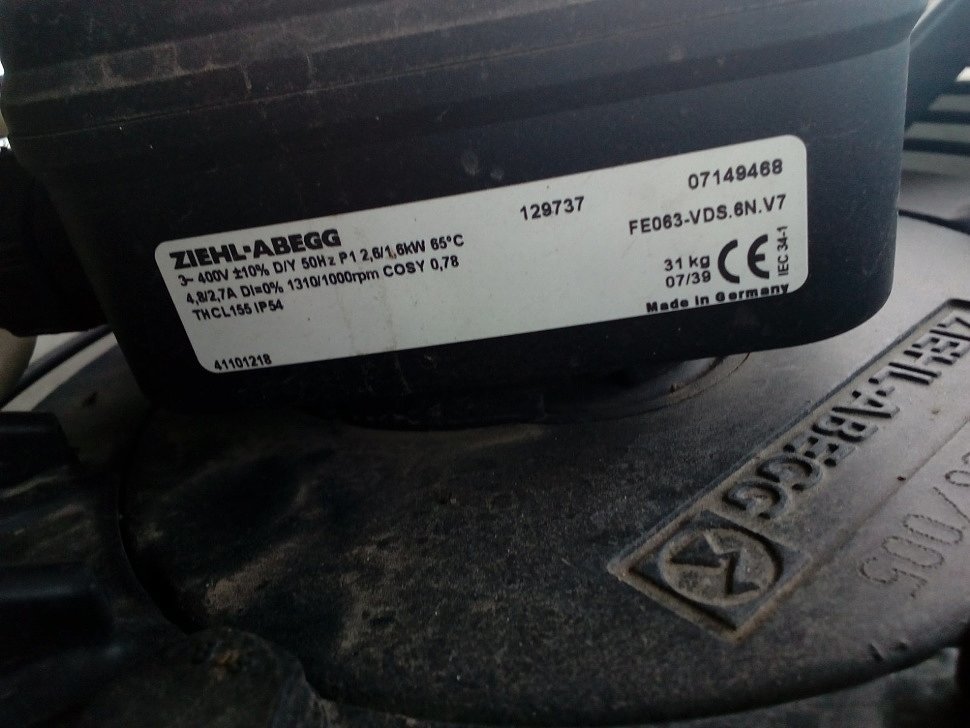 ZIEHL-ABEGG
3~ 400V ±10% D/Y 50Hz P1 2,6/1,6kW 65°C
4,8/2,7A DI=0% 1310/1000rpm COSY 0,78
THCL155 IP54
41101218
129737
07149468
FE063-VDS.6N.V7
31 kg
07/39
CE
IEC 34-1
Made in Germany
ZIEHL-ABEGG